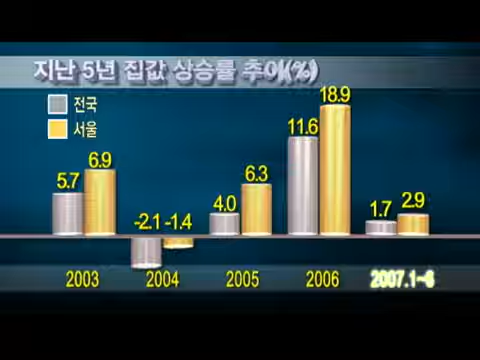 지난 5년 집값 상승률 추이(%)
전국
서울
5.7 6.9 -2.1 -1.4 4.0 6.3 11.6 18.9 1.7 2.9
2003 2004 2005 2006 2007.1~6